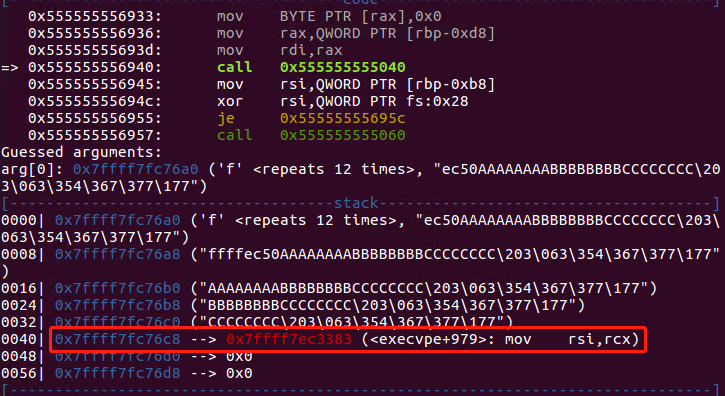 [-------------------------------------code-------------------------------------]
   0x555555556933:	mov    BYTE PTR [rax],0x0
   0x555555556936:	mov    rax,QWORD PTR [rbp-0xd8]
   0x55555555693d:	mov    rdi,rax
=> 0x555555556940:	call   0x555555555040
   0x555555556945:	mov    rsi,QWORD PTR [rbp-0xb8]
   0x55555555694c:	xor    rsi,QWORD PTR fs:0x28
   0x555555556955:	je     0x55555555695c
   0x555555556957:	call   0x555555555060
Guessed arguments:
arg[0]: 0x7ffff7fc76a0 ('f' <repeats 12 times>, "ec50AAAAAAAABBBBBBBBCCCCCCCC\2
03\063\354\367\377\177")
[------------------------------------stack-------------------------------------]
0000| 0x7ffff7fc76a0 ('f' <repeats 12 times>, "ec50AAAAAAAABBBBBBBBCCCCCCCC\203\
063\354\367\377\177")
0008| 0x7ffff7fc76a8 ("ffffec50AAAAAAAABBBBBBBBCCCCCCCC\203\063\354\367\377\177"
)
0016| 0x7ffff7fc76b0 ("AAAAAAAABBBBBBBBCCCCCCCC\203\063\354\367\377\177")
0024| 0x7ffff7fc76b8 ("BBBBBBBBCCCCCCCC\203\063\354\367\377\177")
0032| 0x7ffff7fc76c0 ("CCCCCCCC\203\063\354\367\377\177")
0040| 0x7ffff7fc76c8 --> 0x7ffff7ec3383 (<execvpe+979>: mov    rsi,rcx)
0048| 0x7ffff7fc76d0 --> 0x0
0056| 0x7ffff7fc76d8 --> 0x0
[------------------------------------------------------------------------------]